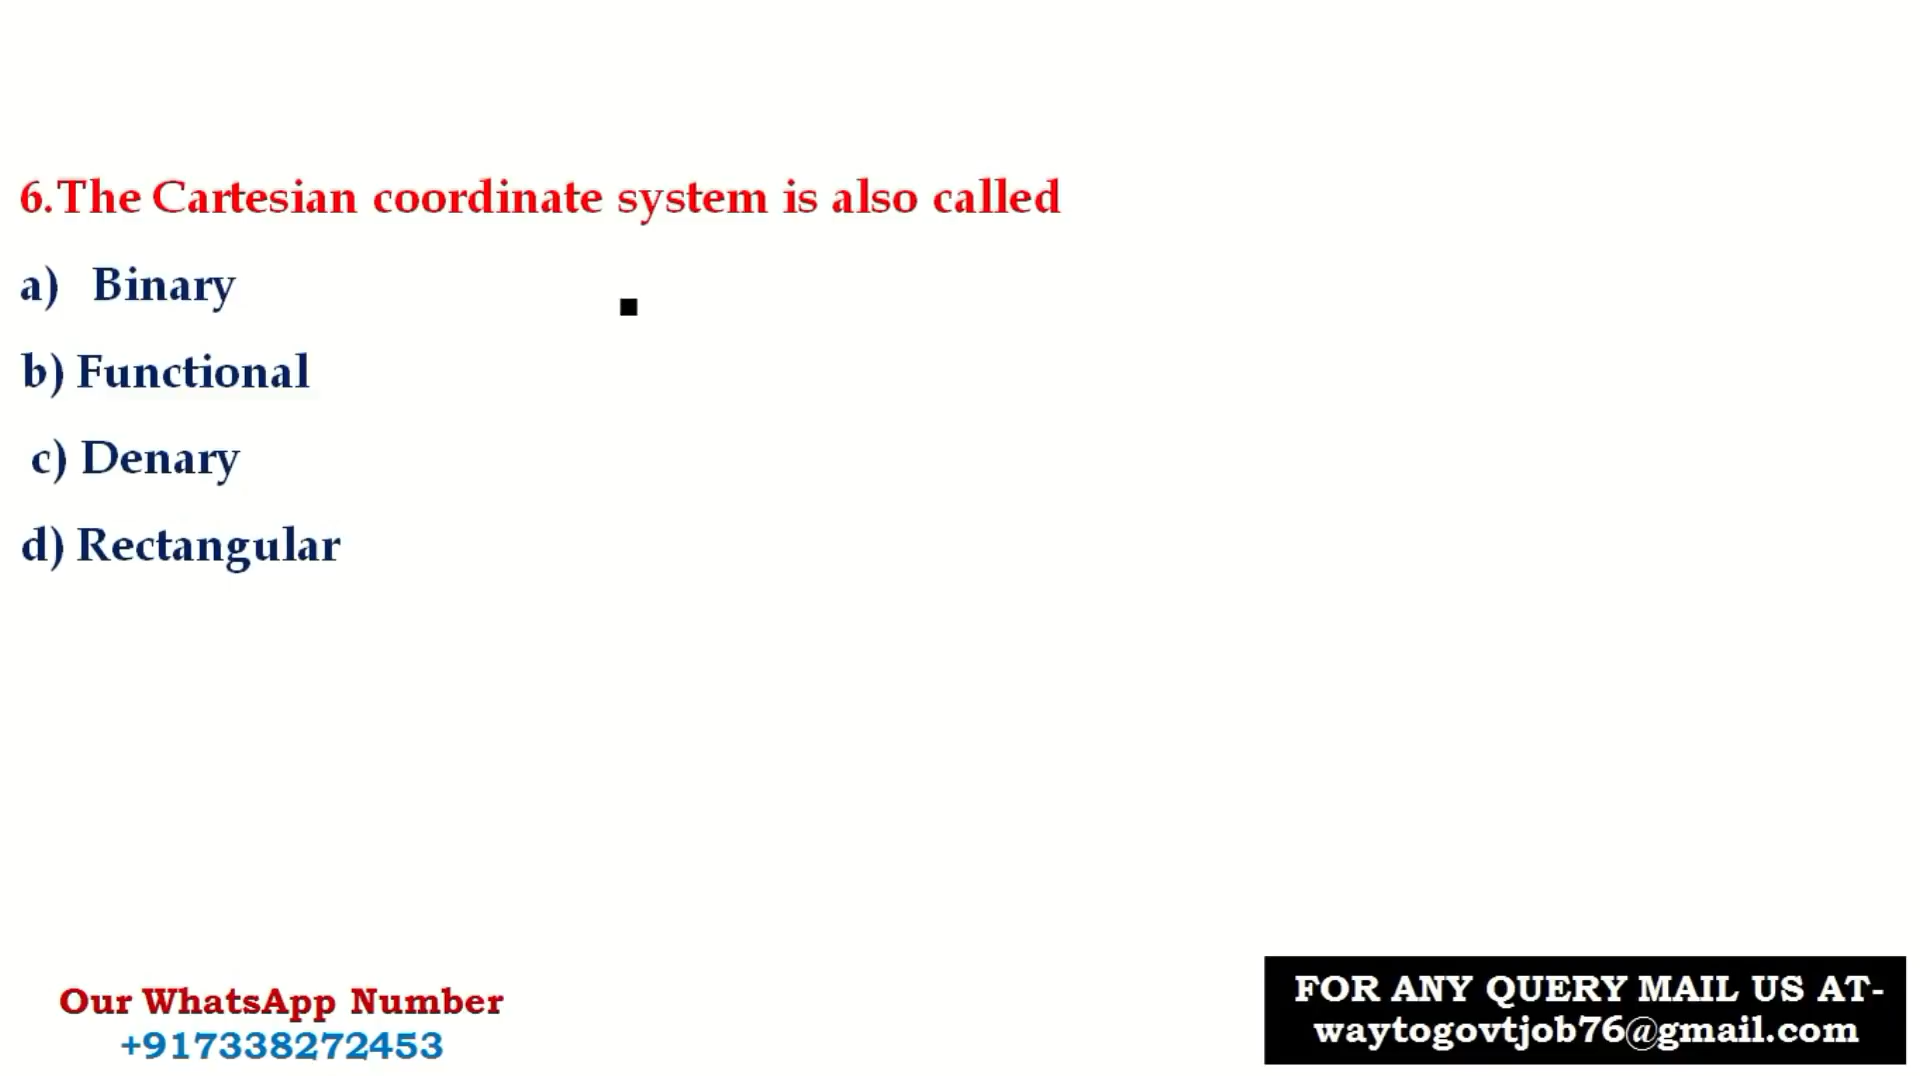 6.The Cartesian coordinate system is also called
a) Binary
b) Functional
c) Denary
d) Rectangular
Our WhatsApp Number
+917338272453
FOR ANY QUERY MAIL US AT-
waytogovtjob76@gmail.com